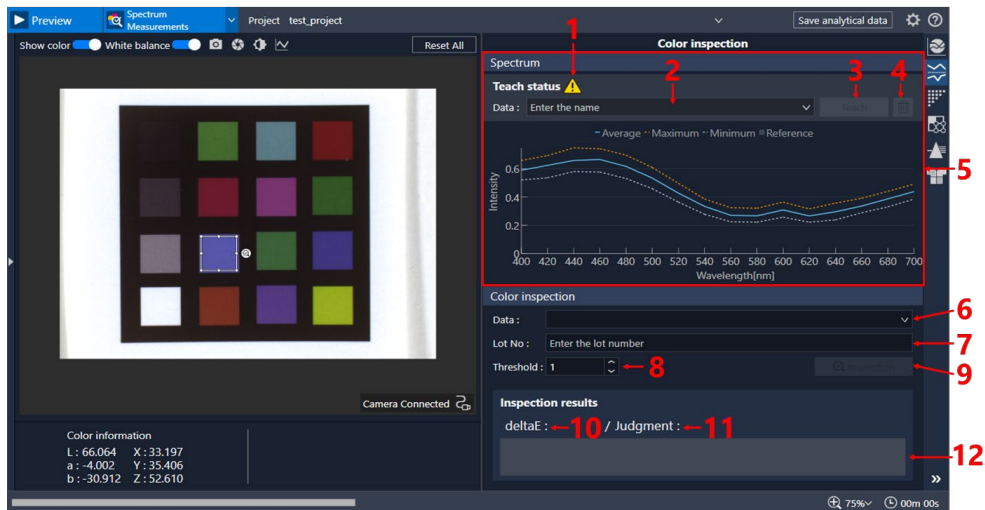 Preview
Spectrum
Measurements
Project test_project
Save analytical data
Show color
White balance
Reset All
Color inspection
1
Spectrum
Teach status
2
3
4
Data : Enter the name
Teach
Average Maximum Minimum Reference
5
Intensity
0.6
0.4
0.2
0
400 420 440 460 480 500 520 540 560 580 600 620 640 660 680 700
Wavelength[nm]
Color inspection
Data :
6
Lot No : Enter the lot number
7
Threshold : 1
8
9
Inspection results
deltaE : 10 / Judgment : 11
12
Camera Connected
Color information
L : 66.064 X : 33.197
a : -4.002 Y : 35.406
b : -30.912 Z : 52.610
75%
00m 00s